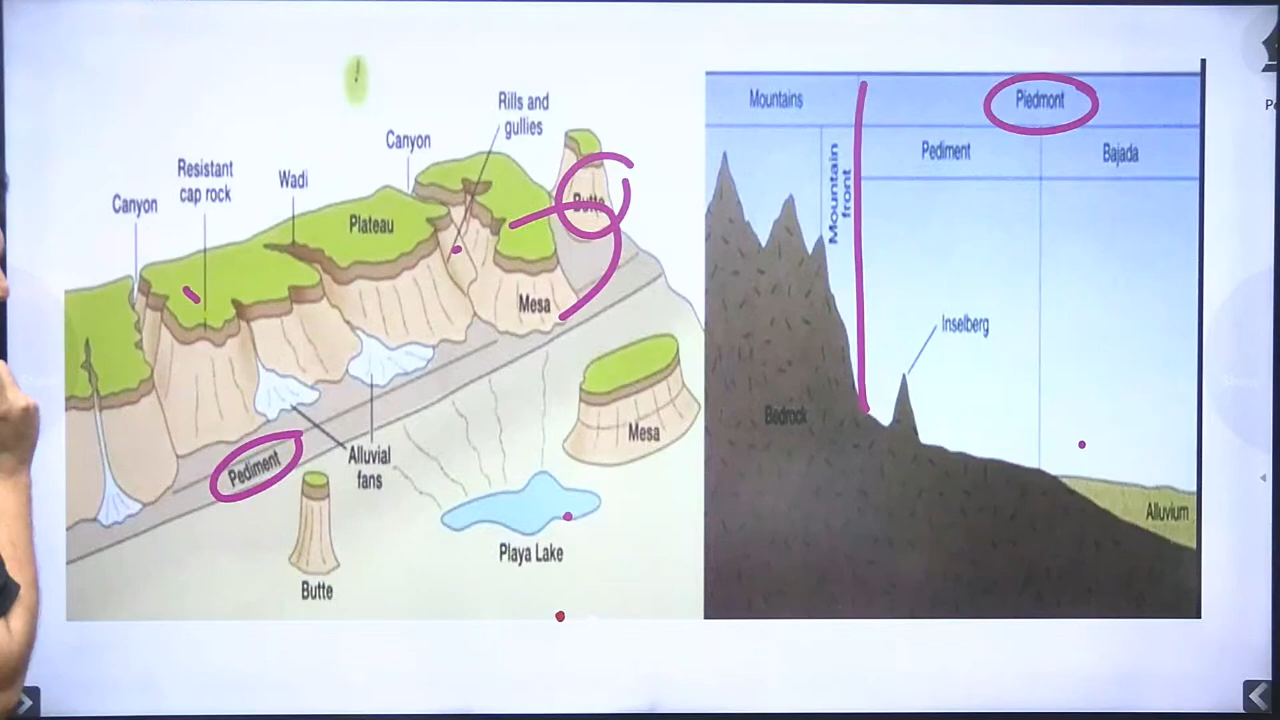 Rills and
gullies
Canyon
Resistant
cap rock
Wadi
Canyon
Plateau
Butte
Mesa
Mesa
Pediment
Alluvial
fans
Playa Lake
Butte
Mountains
Piedmont
Mountain
front
Pediment
Bajada
Inselberg
Bedrock
Alluvium